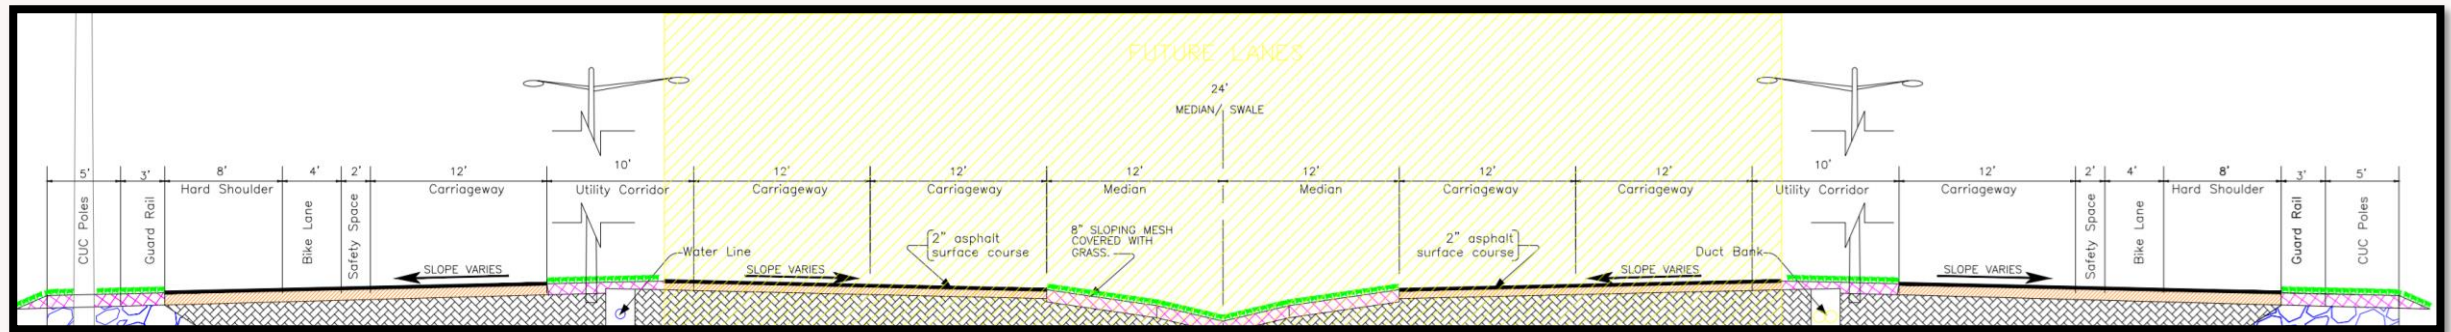 FUTURE LANES
24'
MEDIAN/ SWALE
5'
3'
8'
4'
2'
12'
10'
12'
12'
12'
12'
12'
12'
10'
12'
2'
4'
8'
3'
5'
CUC Poles
Guard Rail
Hard Shoulder
Bike Lane
Safety Space
Carriageway
Utility Corridor
Carriageway
Carriageway
Median
Median
Carriageway
Carriageway
Utility Corridor
Carriageway
Safety Space
Bike Lane
Hard Shoulder
Guard Rail
CUC Poles
SLOPE VARIES
Water Line
SLOPE VARIES
2" asphalt
surface course
8" SLOPING MESH
COVERED WITH
GRASS.
2" asphalt
surface course
SLOPE VARIES
Duct Bank
SLOPE VARIES